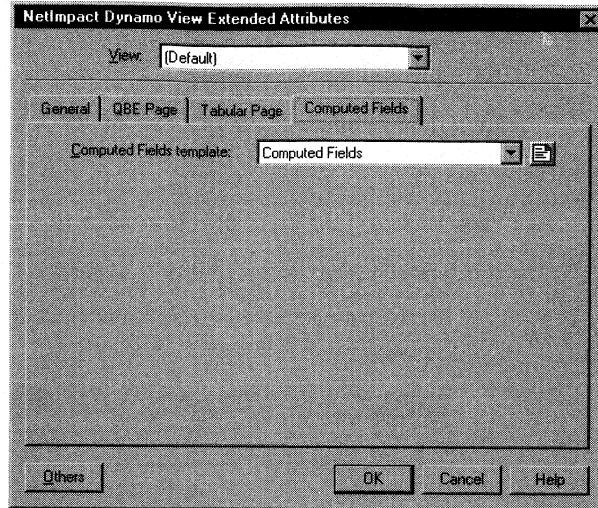 NetImpact Dynamo View Extended Attributes
View: (Default)
General QBE Page Tabular Page Computed Fields
Computed Fields template: Computed Fields
Others OK Cancel Help